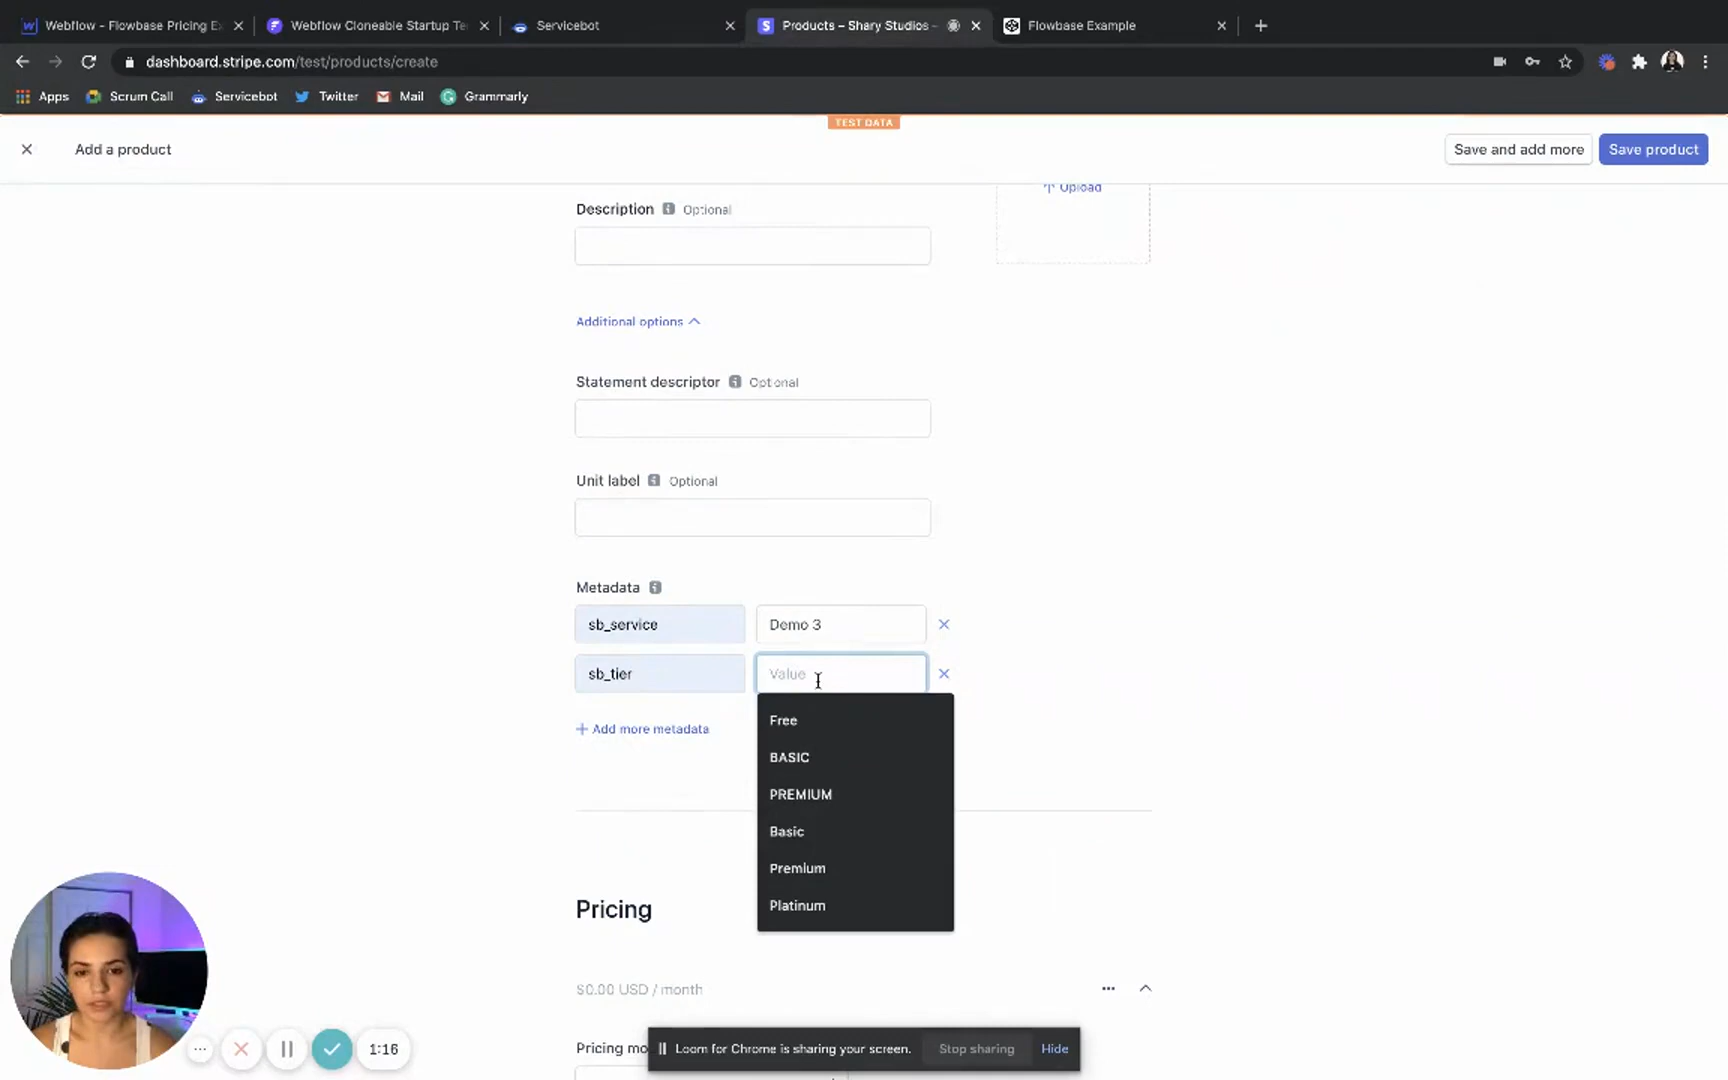 Webflow - Flowbase Pricing Ex
Webflow Cloneable Startup Te
Servicebot
Products – Shary Studios –
Flowbase Example
dashboard.stripe.com/test/products/create
Apps
Scrum Call
Servicebot
Twitter
Mail
Grammarly
TEST DATA
Add a product
Save and add more
Save product
Upload
Description
Optional
Additional options
Statement descriptor
Optional
Unit label
Optional
Metadata
sb_service
Demo 3
sb_tier
Value
+ Add more metadata
Free
BASIC
PREMIUM
Basic
Premium
Platinum
Pricing
$0.00 USD / month
Pricing mo
Loom for Chrome is sharing your screen.
Stop sharing
Hide
1:16